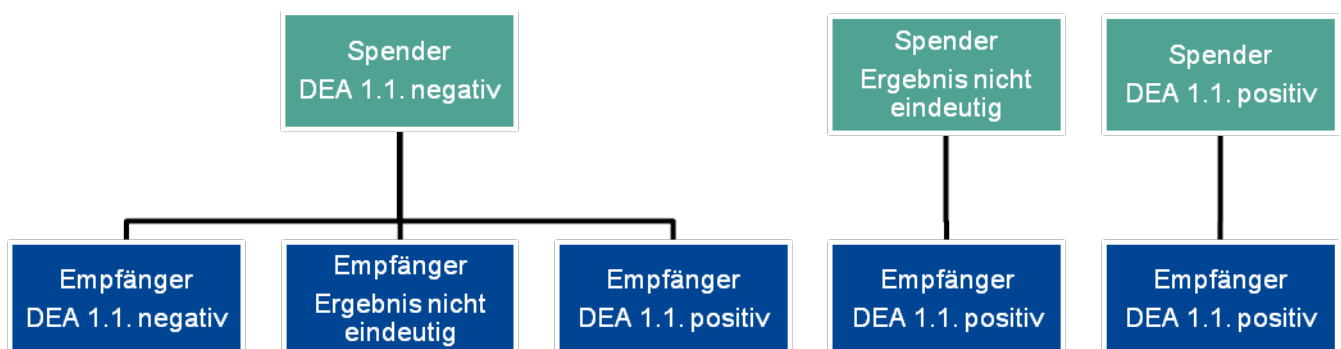 Spender
DEA 1.1. negativ
Spender
Ergebnis nicht
eindeutig
Spender
DEA 1.1. positiv
Empfänger
DEA 1.1. negativ
Empfänger
Ergebnis nicht
eindeutig
Empfänger
DEA 1.1. positiv
Empfänger
DEA 1.1. positiv
Empfänger
DEA 1.1. positiv